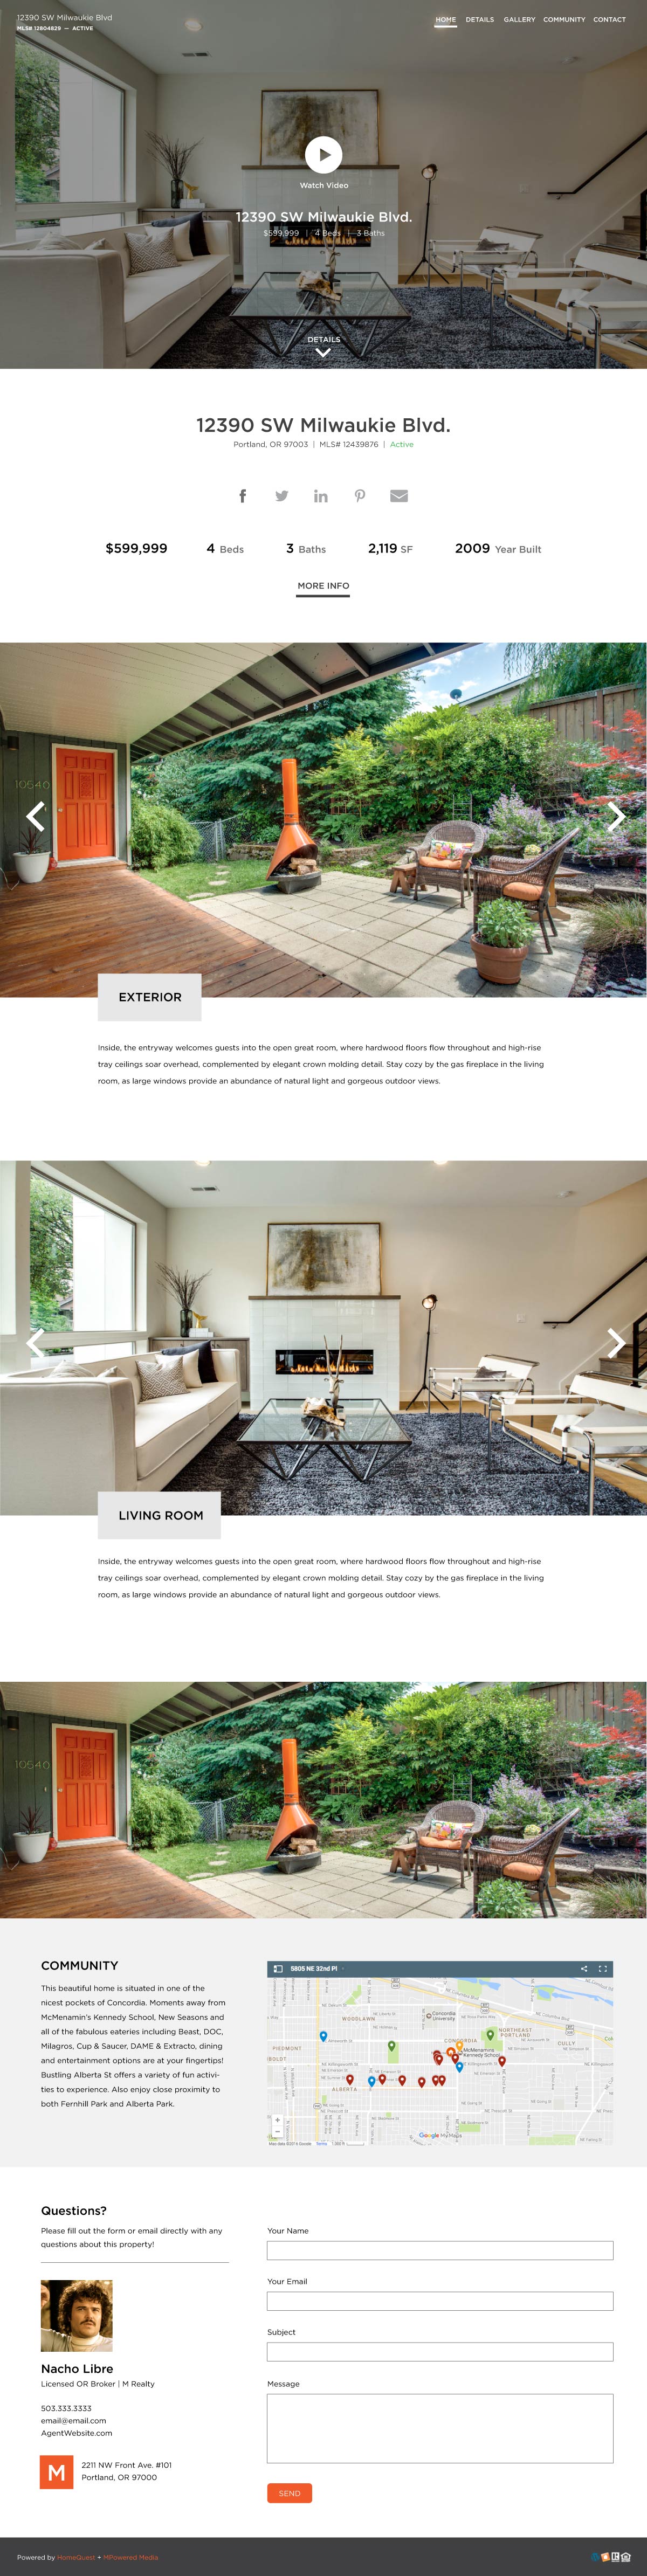 12390 SW Milwaukie Blvd
MLS# 12804829 — ACTIVE
HOME DETAILS GALLERY COMMUNITY CONTACT
Watch Video
12390 SW Milwaukie Blvd.
$599,999 | 4 Beds | 3 Baths
DETAILS
12390 SW Milwaukie Blvd.
Portland, OR 97003 | MLS# 12439876 | Active
$599,999 4 Beds 3 Baths 2,119 SF 2009 Year Built
MORE INFO
10540
EXTERIOR
Inside, the entryway welcomes guests into the open great room, where hardwood floors flow throughout and high-rise
tray ceilings soar overhead, complemented by elegant crown molding detail. Stay cozy by the gas fireplace in the living
room, as large windows provide an abundance of natural light and gorgeous outdoor views.
LIVING ROOM
Inside, the entryway welcomes guests into the open great room, where hardwood floors flow throughout and high-rise
tray ceilings soar overhead, complemented by elegant crown molding detail. Stay cozy by the gas fireplace in the living
room, as large windows provide an abundance of natural light and gorgeous outdoor views.
10540
COMMUNITY
This beautiful home is situated in one of the
nicest pockets of Concordia. Moments away from
McMenamin's Kennedy School, New Seasons and
all of the fabulous eateries including Beast, DOC,
Milagros, Cup & Saucer, DAME & Extracto, dining
and entertainment options are at your fingertips!
Bustling Alberta St offers a variety of fun activi-
ties to experience. Also enjoy close proximity to
both Fernhill Park and Alberta Park.
5805 NE 32nd Pl
WOODLAWN
Concordia
University
NORTHEAST
PORTLAND
PIEDMONT
CONCORDIA
CULLY
McMenamins
Kennedy School
ALBERTA
Google My Maps
Terms
Questions?
Please fill out the form or email directly with any
questions about this property!
Nacho Libre
Licensed OR Broker | M Realty
503.333.3333
email@email.com
AgentWebsite.com
M
2211 NW Front Ave. #101
Portland, OR 97000
Your Name
Your Email
Subject
Message
SEND
Powered by HomeQuest + MPowered Media